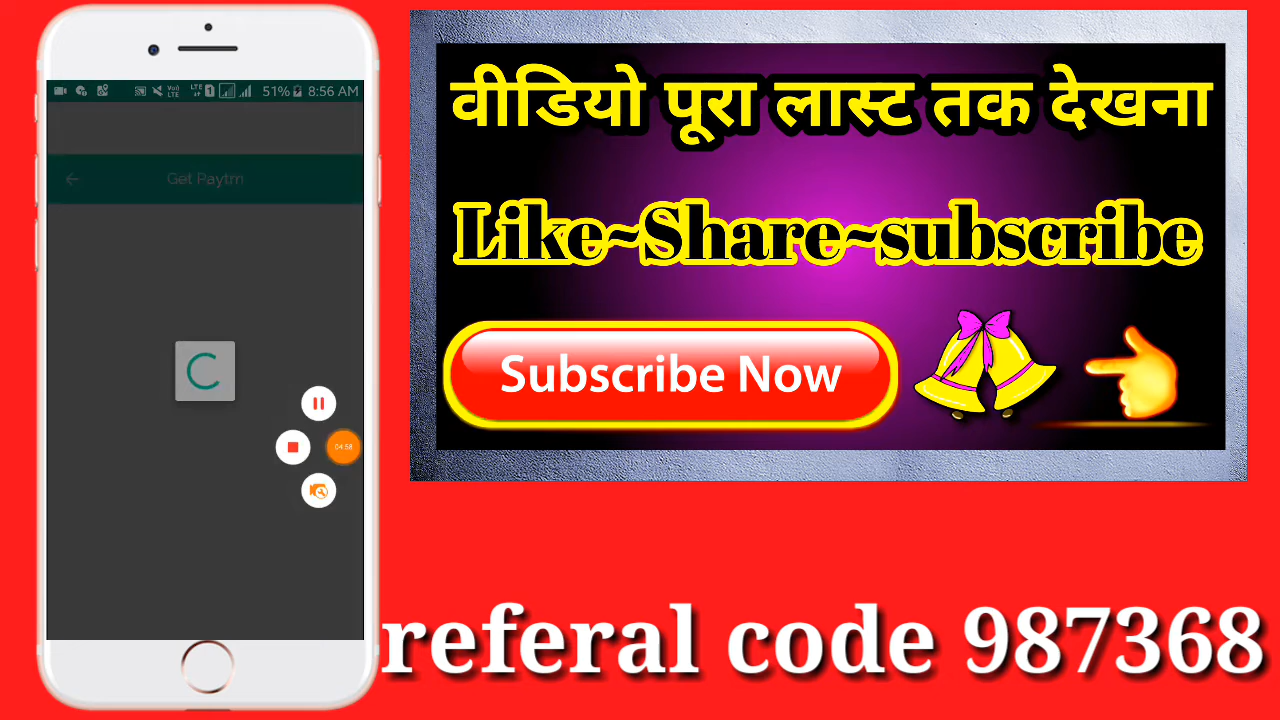 51% 8:56 AM
Get Paytm
04:58
वीडियो पूरा लास्ट तक देखना
Like~Share~subscribe
Subscribe Now
referal code 987368